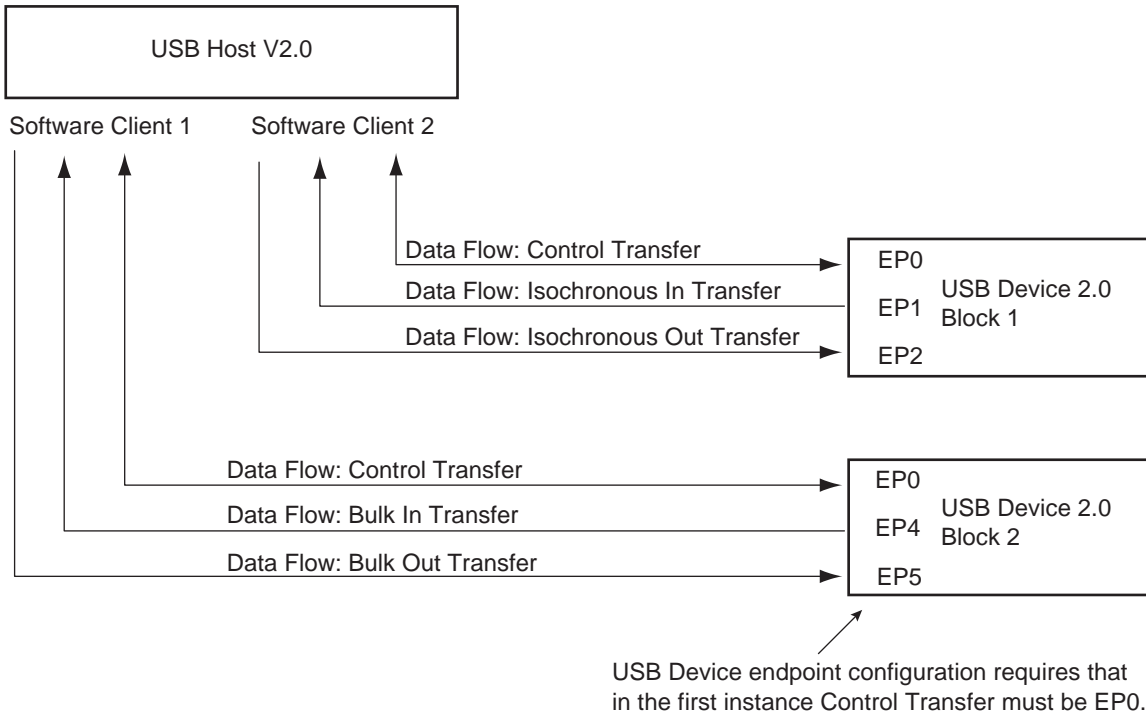 USB Host V2.0
Software Client 1
Software Client 2
Data Flow: Control Transfer
Data Flow: Isochronous In Transfer
Data Flow: Isochronous Out Transfer
EP0
EP1
EP2
USB Device 2.0
Block 1
Data Flow: Control Transfer
Data Flow: Bulk In Transfer
Data Flow: Bulk Out Transfer
EP0
EP4
EP5
USB Device 2.0
Block 2
USB Device endpoint configuration requires that
in the first instance Control Transfer must be EP0.